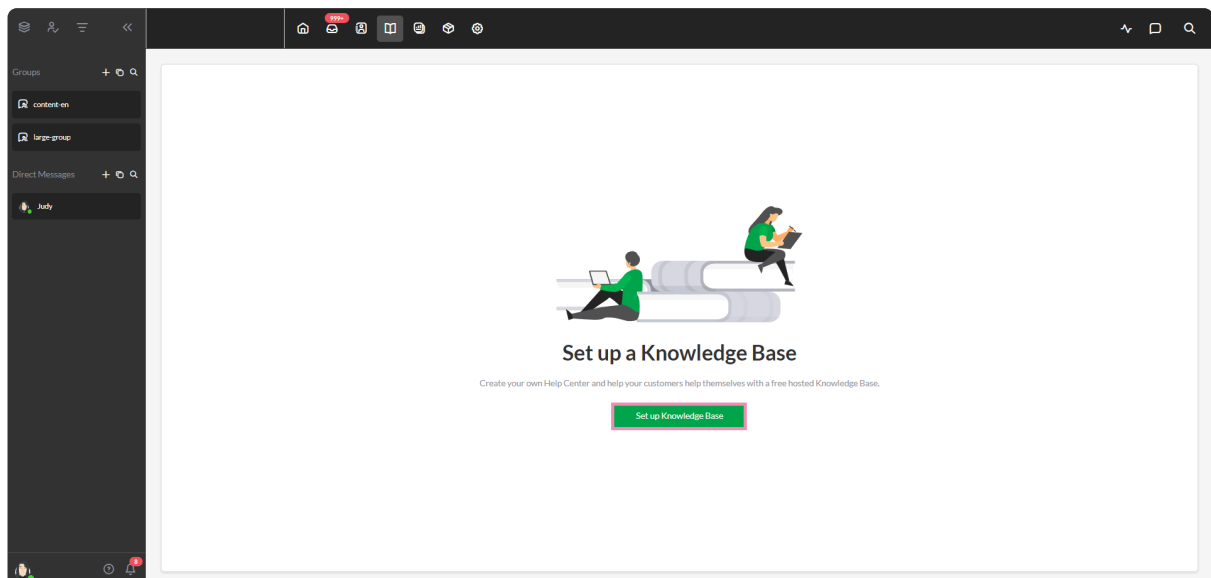 999+
Groups
content-en
large-group
Direct Messages
Judy
Set up a Knowledge Base
Create your own Help Center and help your customers help themselves with a free hosted Knowledge Base.
Set up Knowledge Base
8